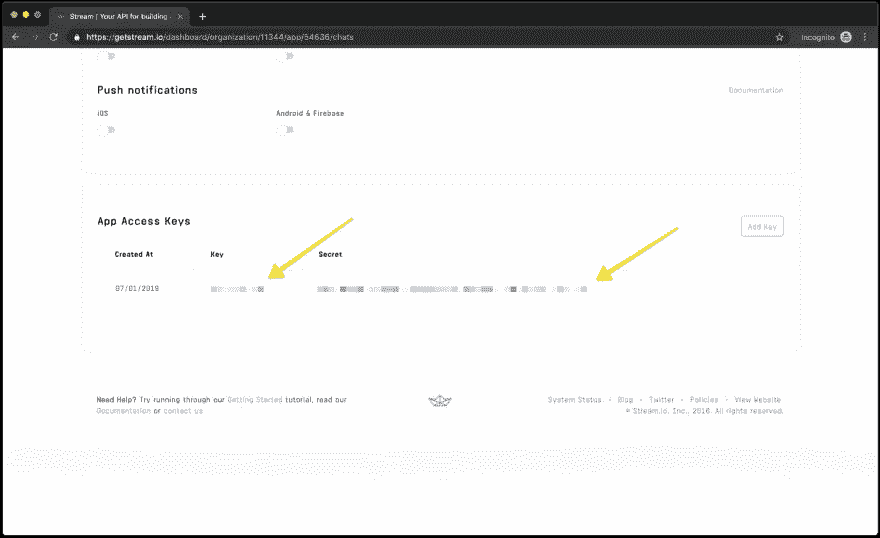 Stream | Your API for building
https://getstream.io/dashboard/organization/11344/app/54636/chats
Incognito
Push notifications
Documentation
iOS
Android & Firebase
App Access Keys
Add Key
Created At
Key
Secret
07/01/2019
Need Help? Try running through our Getting Started tutorial, read our
Documentation or contact us
System Status • Blog • Twitter • Policies • View Website
© Stream.io, Inc., 2018. All rights reserved.